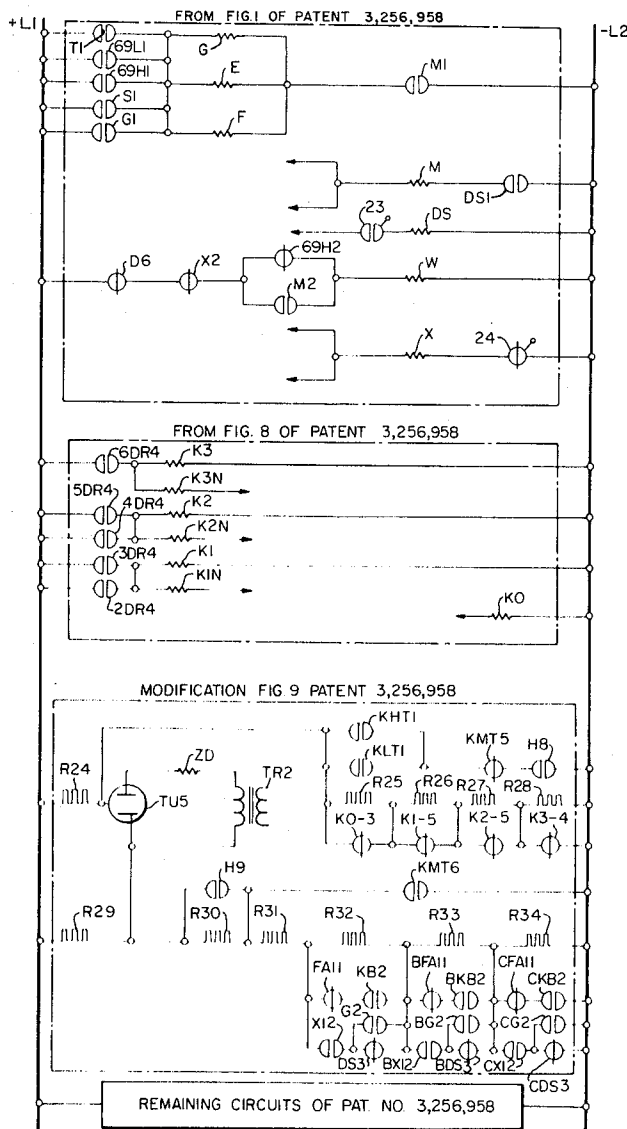 FROM FIG. 1 OF PATENT 3,256,958
+L1
-L2
T1
G
69L1
69H1
E
M1
S1
G1
F
M
DS1
23
DS
69H2
D6
X2
W
M2
X
24
FROM FIG. 8 OF PATENT 3,256,958
6DR4
K3
K3N
5DR4
4DR4
K2
K2N
3DR4
K1
K1N
2DR4
KO
MODIFICATION FIG. 9 PATENT 3,256,958
KHT1
ZD
TR2
KLT1
KMT5
H8
R24
TU5
R25
R26
R27
R28
KO-3
K1-5
K2-5
K3-4
H9
KMT6
R29
R30
R31
R32
R33
R34
FA11
KB2
BFA11
BKB2
CFA11
CKB2
X12
G2
BG2
CG2
DS3
BX12
BDS3
CX12
CDS3
REMAINING CIRCUITS OF PAT. NO. 3,256,958